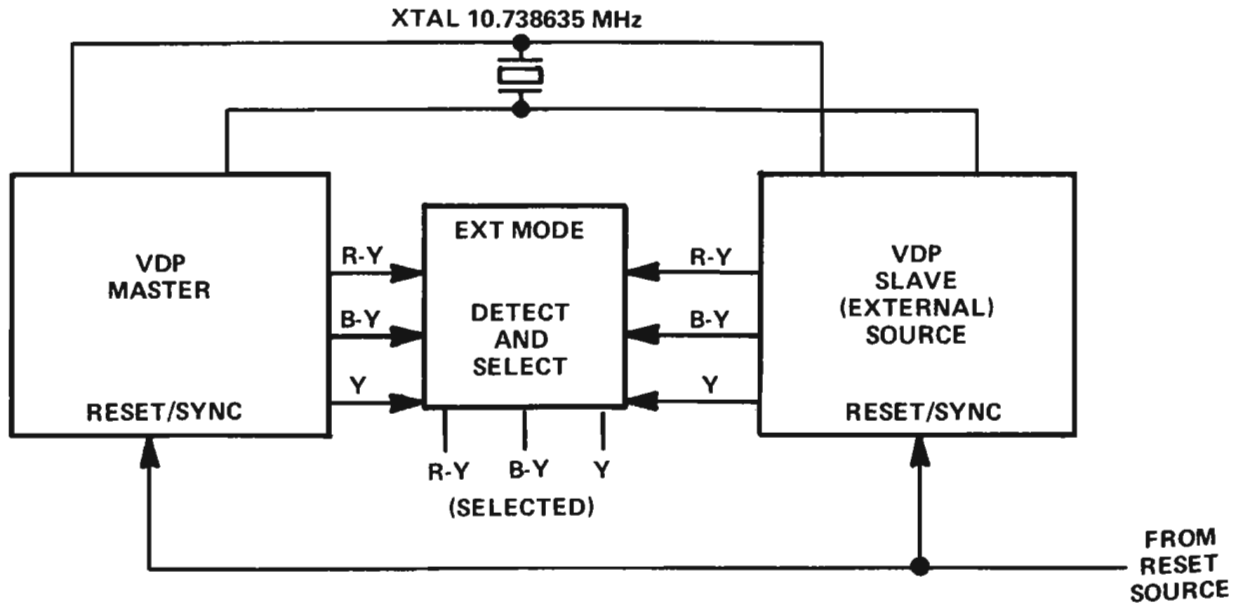 XTAL 10.738635 MHz
VDP
MASTER
RESET/SYNC
R-Y
B-Y
Y
EXT MODE
DETECT
AND
SELECT
R-Y
B-Y
Y
(SELECTED)
R-Y
B-Y
Y
VDP
SLAVE
(EXTERNAL)
SOURCE
RESET/SYNC
FROM
RESET
SOURCE